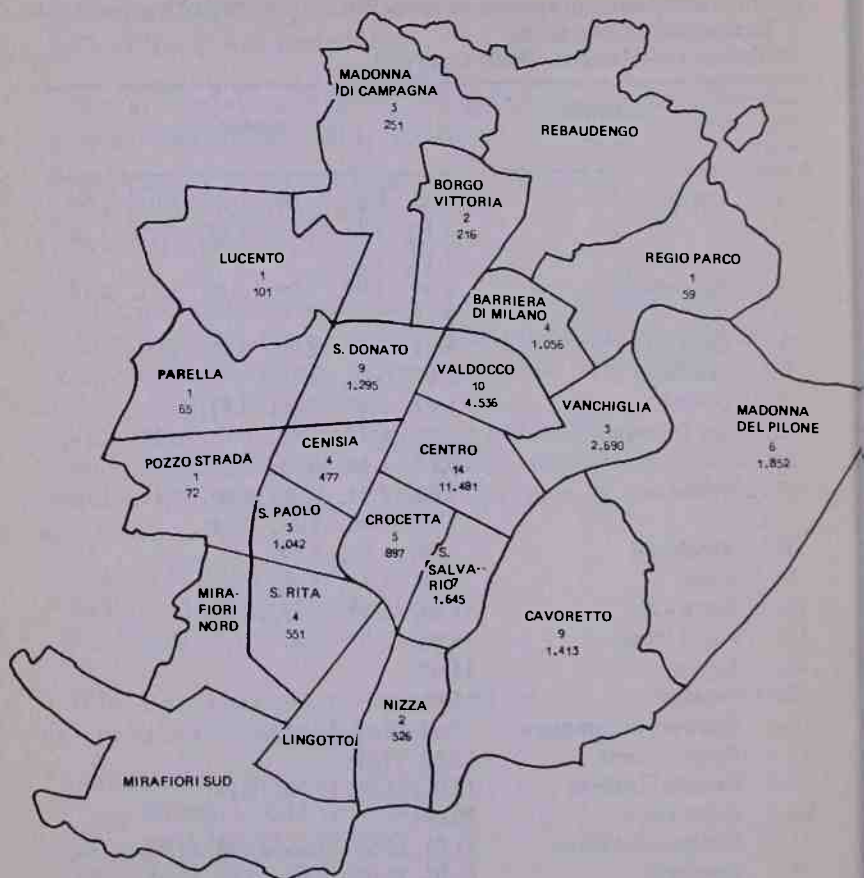 MADONNA
DI CAMPAGNA
3
251
REBAUDENGO
BORGO
VITTORIA
2
216
LUCENTO
1
101
REGIO PARCO
1
59
BARRIERA
DI MILANO
4
1.056
S. DONATO
9
1.295
VALDOCCO
10
4.536
PARELLA
1
65
VANCHIGLIA
3
2.690
MADONNA
DEL PILONE
6
1.852
CENISIA
4
477
CENTRO
14
11.481
POZZO STRADA
1
72
S. PAOLO
3
1.042
CROCETTA
5
897
S.
SALVA-
RIO 7
1.645
MIRA-
FIORI
NORD
S. RITA
4
551
CAVORETTO
9
1.413
NIZZA
2
526
LINGOTTO
MIRAFIORI SUD